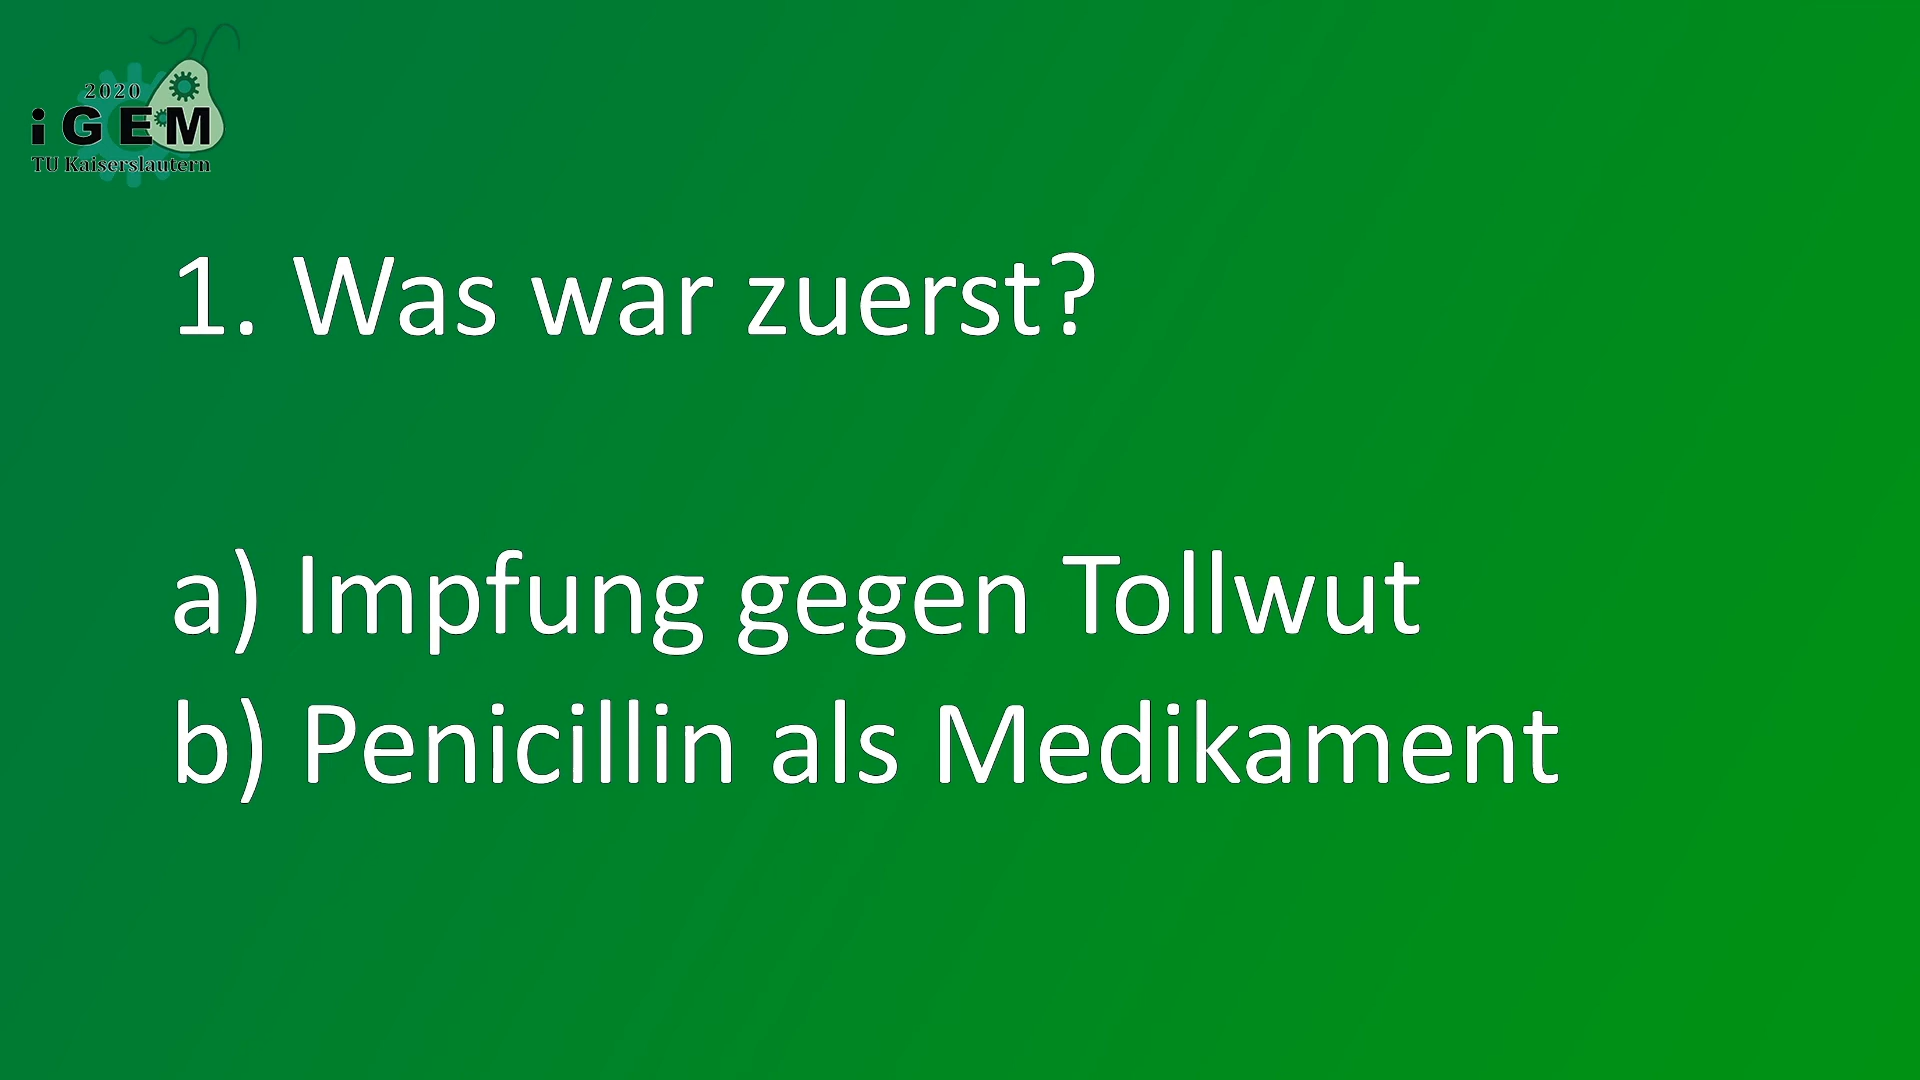 2020
iGEM
TU Kaiserslautern
1. Was war zuerst?
a) Impfung gegen Tollwut
b) Penicillin als Medikament